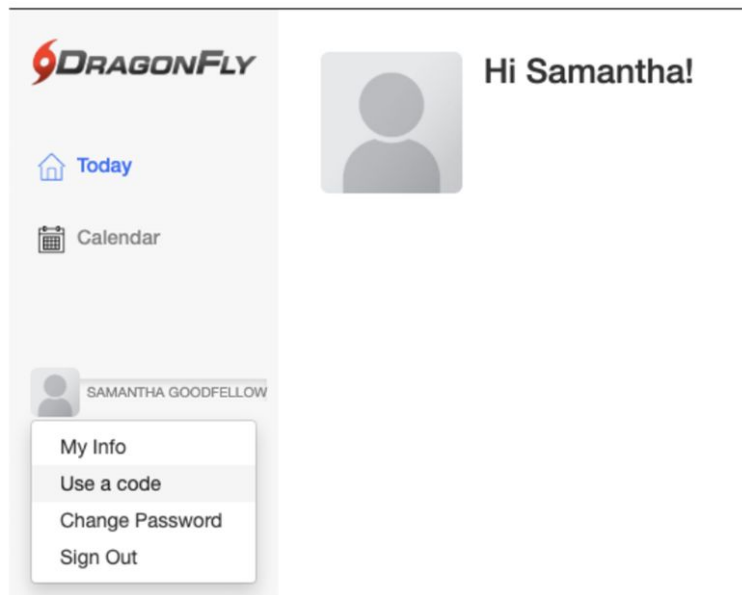 DRAGONFLY
Hi Samantha!
Today
Calendar
SAMANTHA GOODFELLOW
My Info
Use a code
Change Password
Sign Out